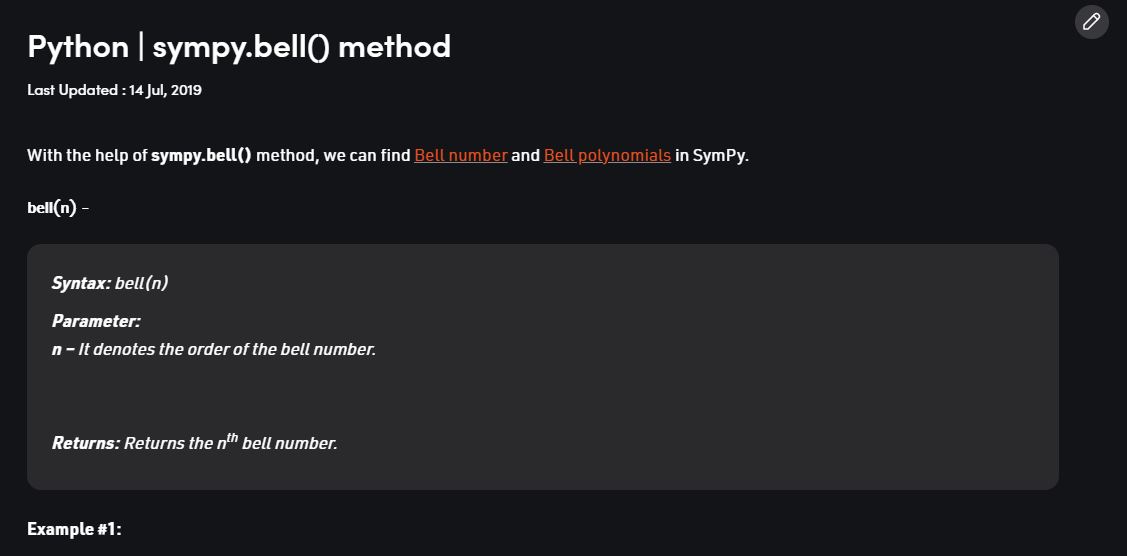 Python | sympy.bell() method
Last Updated : 14 Jul, 2019
With the help of sympy.bell() method, we can find Bell number and Bell polynomials in SymPy.
bell(n) –
Syntax: bell(n)
Parameter:
n – It denotes the order of the bell number.
Returns: Returns the nth bell number.
Example #1: